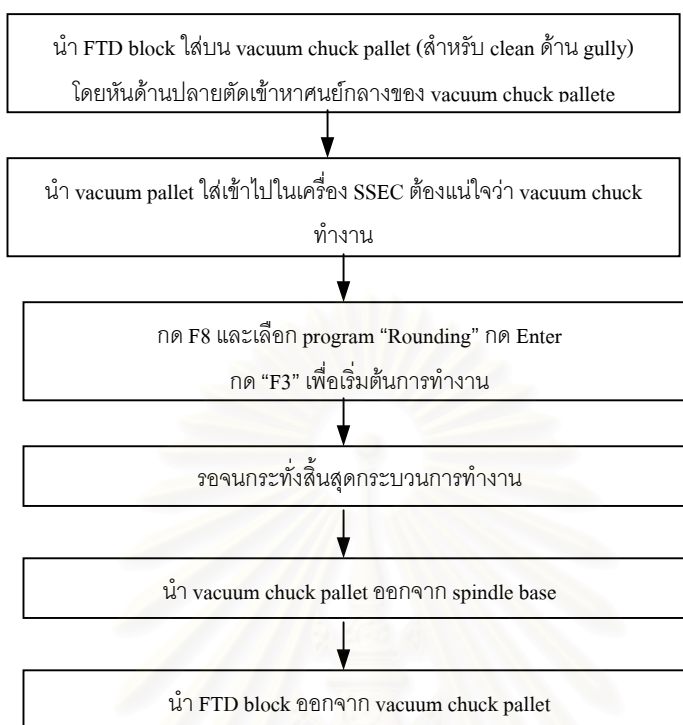 นำ FTD block ใส่บน vacuum chuck pallet (สำหรับ clean ด้าน gully)
โดยหันด้านปลายตัดเข้าหาศูนย์กลางของ vacuum chuck pallete
นำ vacuum pallet ใส่เข้าไปในเครื่อง SSEC ต้องแน่ใจว่า vacuum chuck
ทำงาน
กด F8 และเลือก program “Rounding” กด Enter
กด “F3” เพื่อเริ่มต้นการทำงาน
รอจนกระทั่งสิ้นสุดกระบวนการทำงาน
นำ vacuum chuck pallet ออกจาก spindle base
นำ FTD block ออกจาก vacuum chuck pallet